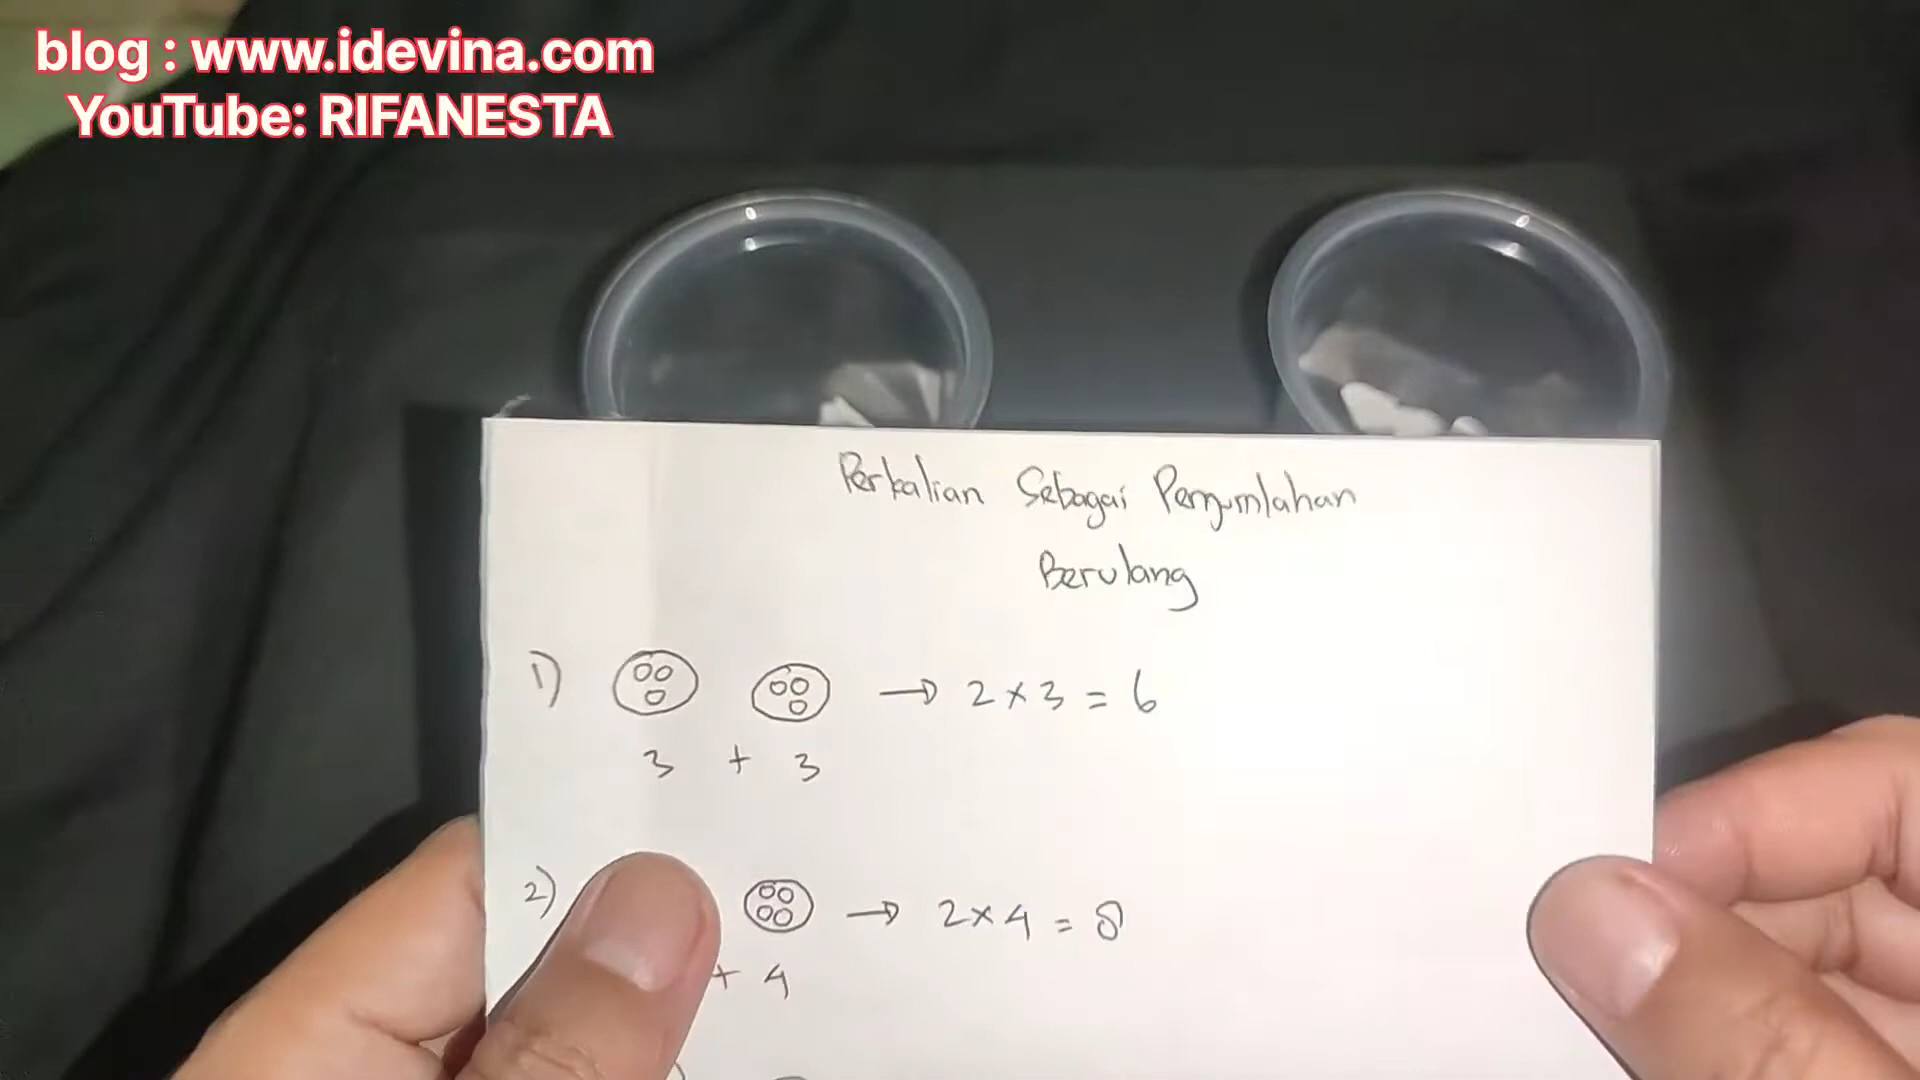 blog : www.idevina.com
YouTube: RIFANESTA
Perkalian Sebagai Penjumlahan
Berulang
1) → 2 × 3 = 6
3 + 3
2) → 2 × 4 = 8
+ 4